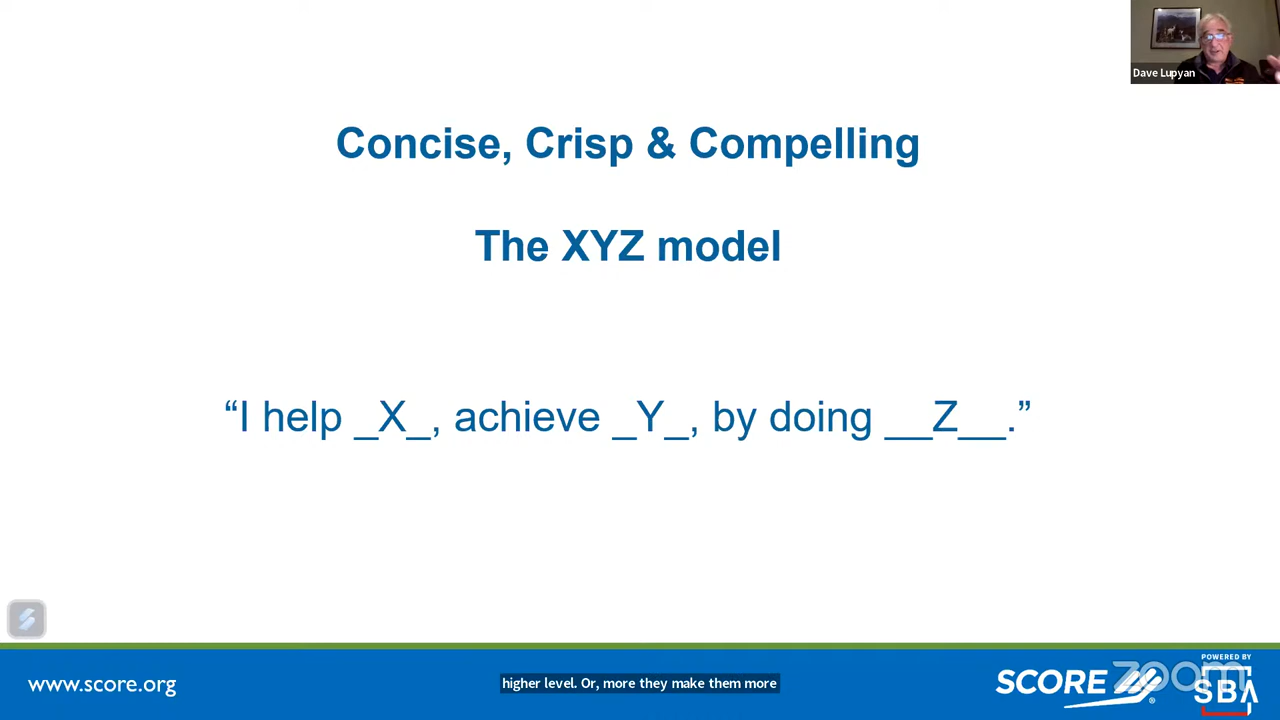 Dave Lupyan
Concise, Crisp & Compelling
The XYZ model
“I help _X_, achieve _Y_, by doing __Z__.”
www.score.org
higher level. Or, more they make them more
SCORE
®
zoom
POWERED BY
SBA